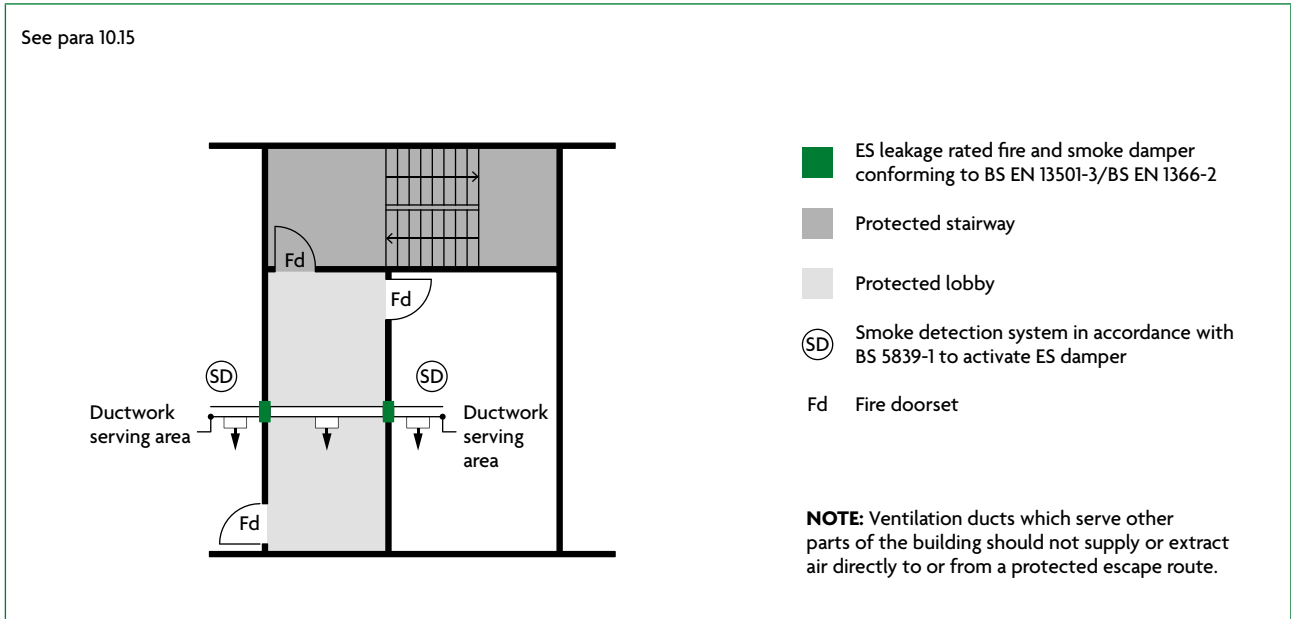 See para 10.15
Fd
Fd
SD
SD
Ductwork
serving area
Ductwork
serving
area
Fd
ES leakage rated fire and smoke damper
conforming to BS EN 13501-3/BS EN 1366-2
Protected stairway
Protected lobby
SD
Smoke detection system in accordance with
BS 5839-1 to activate ES damper
Fd Fire doorset
NOTE: Ventilation ducts which serve other
parts of the building should not supply or extract
air directly to or from a protected escape route.